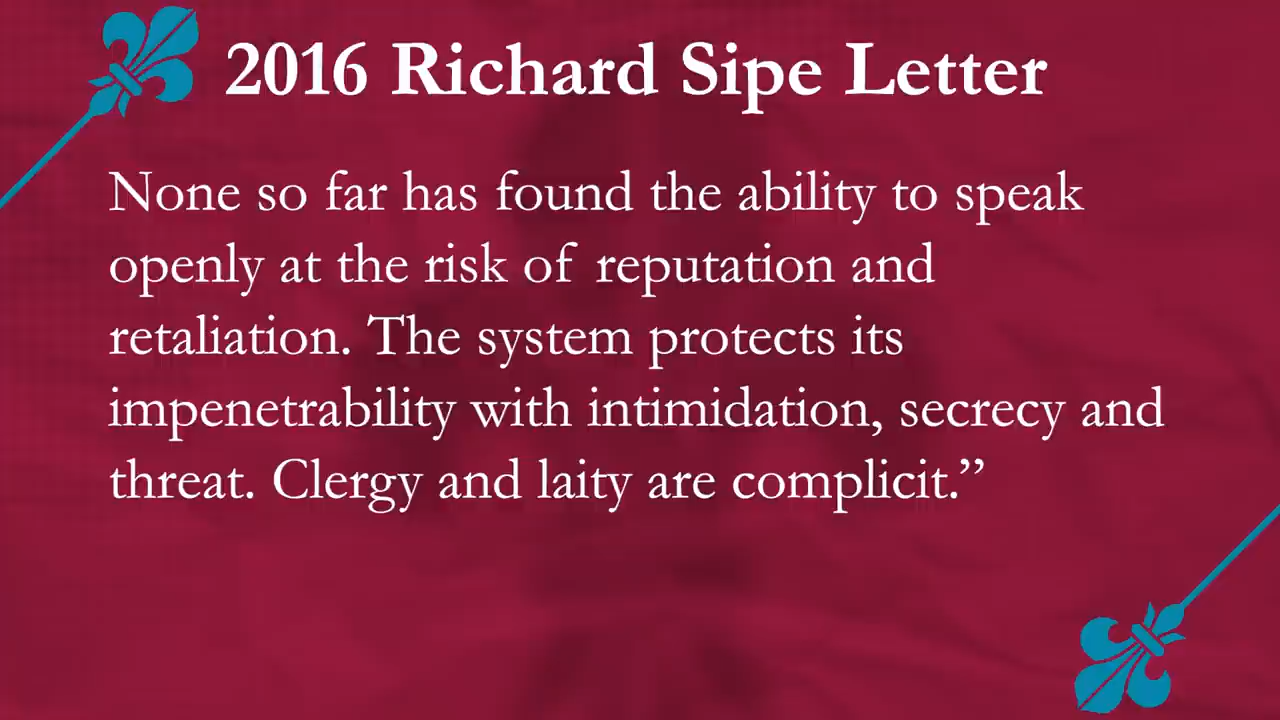 2016 Richard Sipe Letter
None so far has found the ability to speak
openly at the risk of reputation and
retaliation. The system protects its
impenetrability with intimidation, secrecy and
threat. Clergy and laity are complicit.”